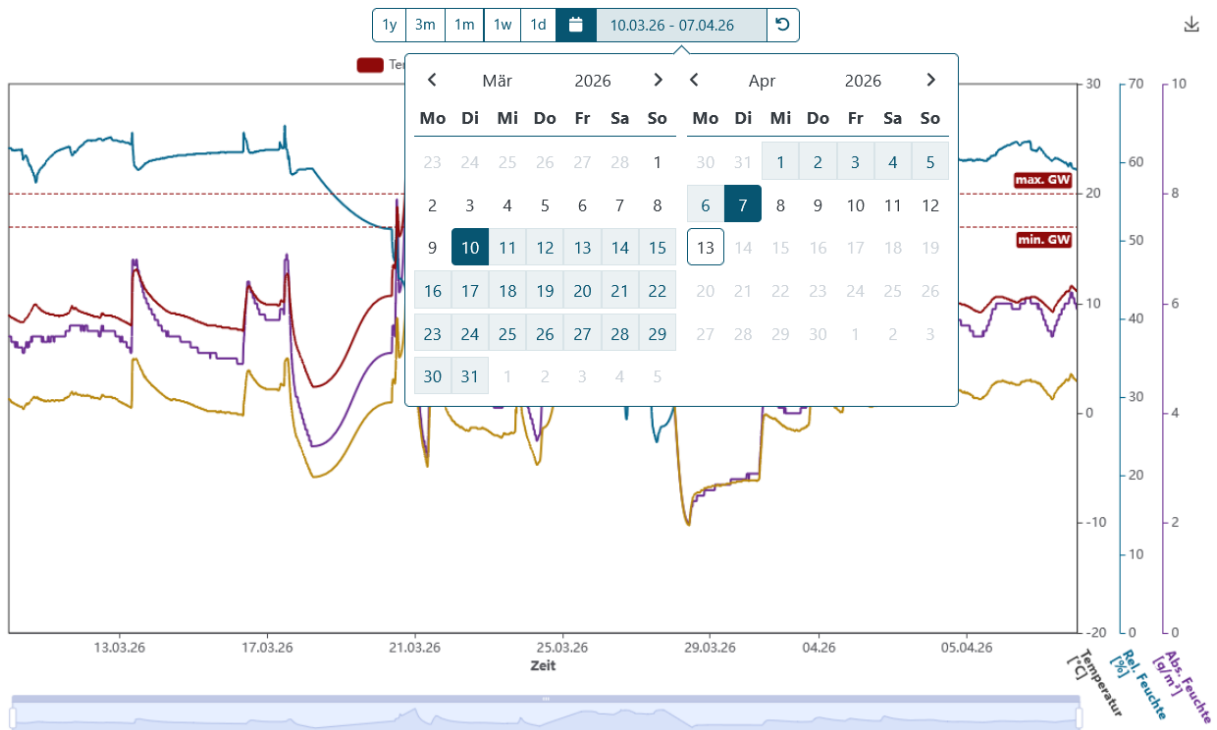 1y 3m 1m 1w 1d 10.03.26 - 07.04.26
Mär 2026
Mo Di Mi Do Fr Sa So
23 24 25 26 27 28 1
2 3 4 5 6 7 8
9 10 11 12 13 14 15
16 17 18 19 20 21 22
23 24 25 26 27 28 29
30 31 1 2 3 4 5
Apr 2026
Mo Di Mi Do Fr Sa So
30 31 1 2 3 4 5
6 7 8 9 10 11 12
13 14 15 16 17 18 19
20 21 22 23 24 25 26
27 28 29 30 1 2 3
max. GW
min. GW
30
20
10
0
-10
-20
70
60
50
40
30
20
10
0
10
8
6
4
2
0
13.03.26 17.03.26 21.03.26 25.03.26 29.03.26 04.26 05.04.26
Zeit
Temperatur
[°C]
Rel. Feuchte
[%]
Abs. Feuchte
[g/m³]